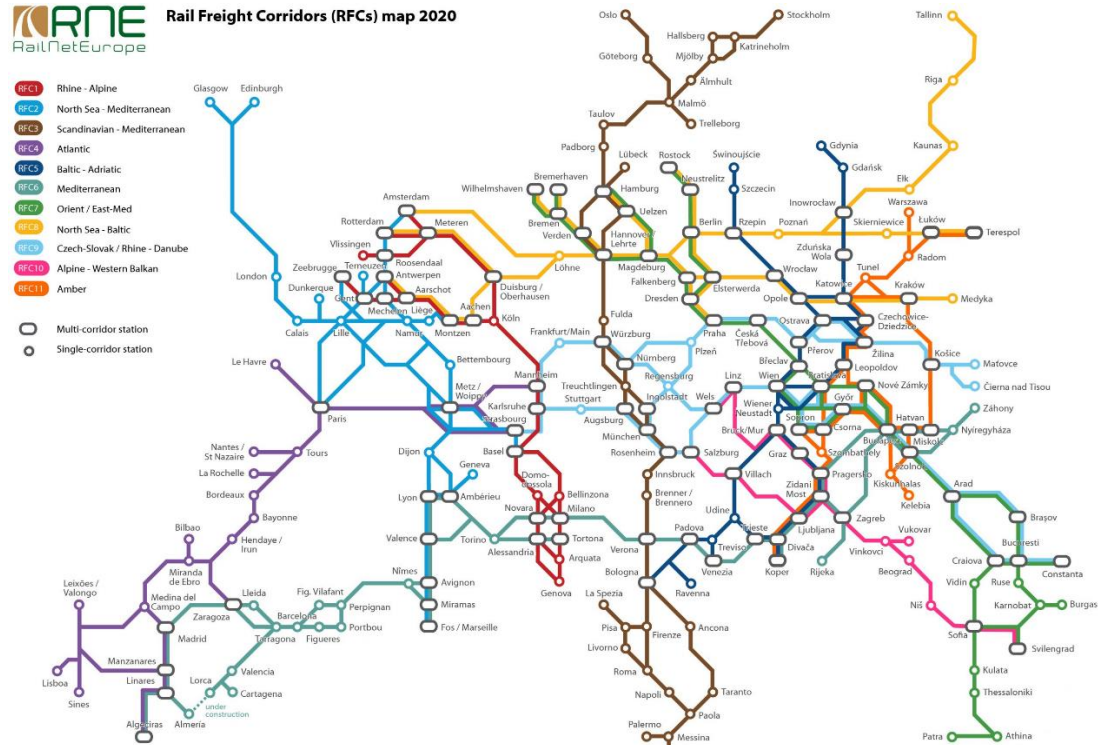 RNE
RailNetEurope
Rail Freight Corridors (RFCs) map 2020
RFC1 Rhine - Alpine
RFC2 North Sea - Mediterranean
RFC3 Scandinavian - Mediterranean
RFC4 Atlantic
RFC5 Baltic - Adriatic
RFC6 Mediterranean
RFC7 Orient / East-Med
RFC8 North Sea - Baltic
RFC9 Czech-Slovak / Rhine - Danube
RFC10 Alpine - Western Balkan
RFC11 Amber
Multi-corridor station
Single-corridor station
Oslo
Stockholm
Tallinn
Hallsberg
Katrineholm
Göteborg
Mjölby
Älmhult
Riga
Glasgow
Edinburgh
Malmö
Taulov
Trelleborg
Padborg
Gdynia
Kaunas
Lübeck
Rostock
Świnoujście
Gdańsk
Bremerhaven
Wilhelmshaven
Hamburg
Neustrelitz
Szczecin
Ełk
Inowrocław
Warszawa
Amsterdam
Uelzen
Rotterdam
Meteren
Bremen
Verden
Hannover /
Lehrte
Berlin
Rzepin
Poznań
Skierniewice
Łuków
Terespol
Vlissingen
Roosendaal
Löhne
Magdeburg
Zduńska
Wola
Radom
London
Zeebrugge
Terneuzen
Antwerpen
Duisburg /
Oberhausen
Falkenberg
Elsterwerda
Wrocław
Katowice
Tunel
Dunkerque
Gent
Aarschot
Mechelen
Liège
Aachen
Dresden
Opole
Kraków
Medyka
Calais
Lille
Namur
Montzen
Köln
Fulda
Praha
Česká
Třebová
Ostrava
Czechowice-
Dziedzice
Frankfurt/Main
Würzburg
Plzeň
Přerov
Žilina
Le Havre
Bettembourg
Nürnberg
Břeclav
Leopoldov
Košice
Maťovce
Mannheim
Regensburg
Linz
Wien
Bratislava
Čierna nad Tisou
Metz /
Woippy
Treuchtlingen
Ingolstadt
Wels
Nové Zámky
Karlsruhe
Stuttgart
Wiener
Neustadt
Győr
Hatvan
Záhony
Paris
Strasbourg
Augsburg
Sopron
Csorna
Miskolc
Nyíregyháza
Nantes /
St Nazaire
Tours
Dijon
Basel
München
Bruck/Mur
Budapest
Rosenheim
Salzburg
Graz
Szombathely
Szolnok
La Rochelle
Geneva
Domo-
dossola
Innsbruck
Villach
Pragersko
Kiskunhalas
Kelebia
Arad
Bordeaux
Lyon
Ambérieu
Bellinzona
Brenner /
Brennero
Zidani
Most
Bayonne
Novara
Milano
Udine
Brașov
Bilbao
Hendaye /
Irun
Valence
Torino
Alessandria
Tortona
Verona
Padova
Treviso
Trieste
Divača
Ljubljana
Zagreb
Vukovar
București
Miranda
de Ebro
Nîmes
Avignon
Arquata
Venezia
Koper
Rijeka
Vinkovci
Craiova
Constanta
Leixões /
Valongo
Medina del
Campo
Lleida
Fig. Vilafant
Perpignan
Miramas
Genova
Bologna
Ravenna
Beograd
Vidin
Ruse
Zaragoza
Barcelona
La Spezia
Niš
Karnobat
Burgas
Madrid
Tarragona
Figueres
Portbou
Fos / Marseille
Pisa
Firenze
Ancona
Sofia
Manzanares
Livorno
Svilengrad
Lisboa
Linares
Valencia
Roma
Kulata
Sines
Lorca
Cartagena
Napoli
Taranto
Thessaloniki
under
construction
Algeciras
Almería
Palermo
Paola
Messina
Patra
Athina